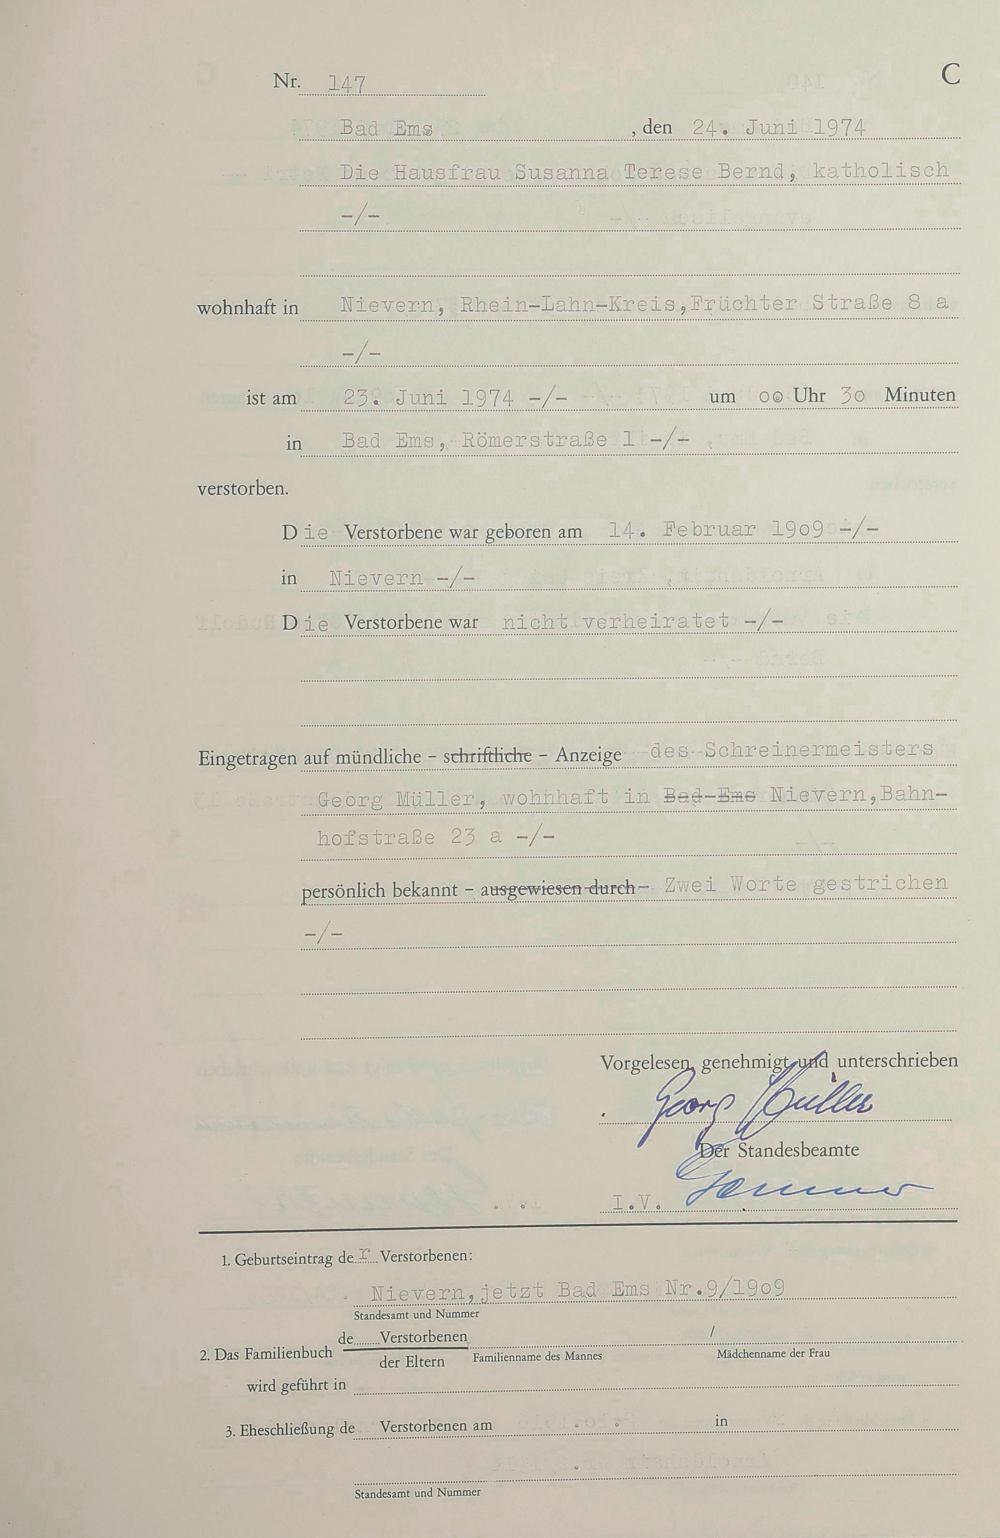 C
Nr. 147
Bad Ems , den 24. Juni 1974
Die Hausfrau Susanna Terese Bernd, katholisch
-/-
wohnhaft in Nievern, Rhein-Lahn-Kreis, Früchter Straße 8 a
-/-
ist am 23. Juni 1974 -/- um oo Uhr 3o Minuten
in Bad Ems, Römerstraße 1 -/-
verstorben.
Die Verstorbene war geboren am 14. Februar 19o9 -/-
in Nievern -/-
Die Verstorbene war nicht verheiratet -/-
Eingetragen auf mündliche – schriftliche – Anzeige des Schreinermeisters
Georg Müller, wohnhaft in Bad-Ems Nievern, Bahn-
hofstraße 23 a -/-
persönlich bekannt – ausgewiesen durch – Zwei Worte gestrichen
-/-
Vorgelesen, genehmigt und unterschrieben
Georg Müller
Der Standesbeamte
I.V.
1. Geburtseintrag der Verstorbenen:
Nievern, jetzt Bad Ems Nr.9/19o9
Standesamt und Nummer
de Verstorbenen /
2. Das Familienbuch der Eltern Familienname des Mannes Mädchenname der Frau
wird geführt in
3. Eheschließung de Verstorbenen am in
Standesamt und Nummer